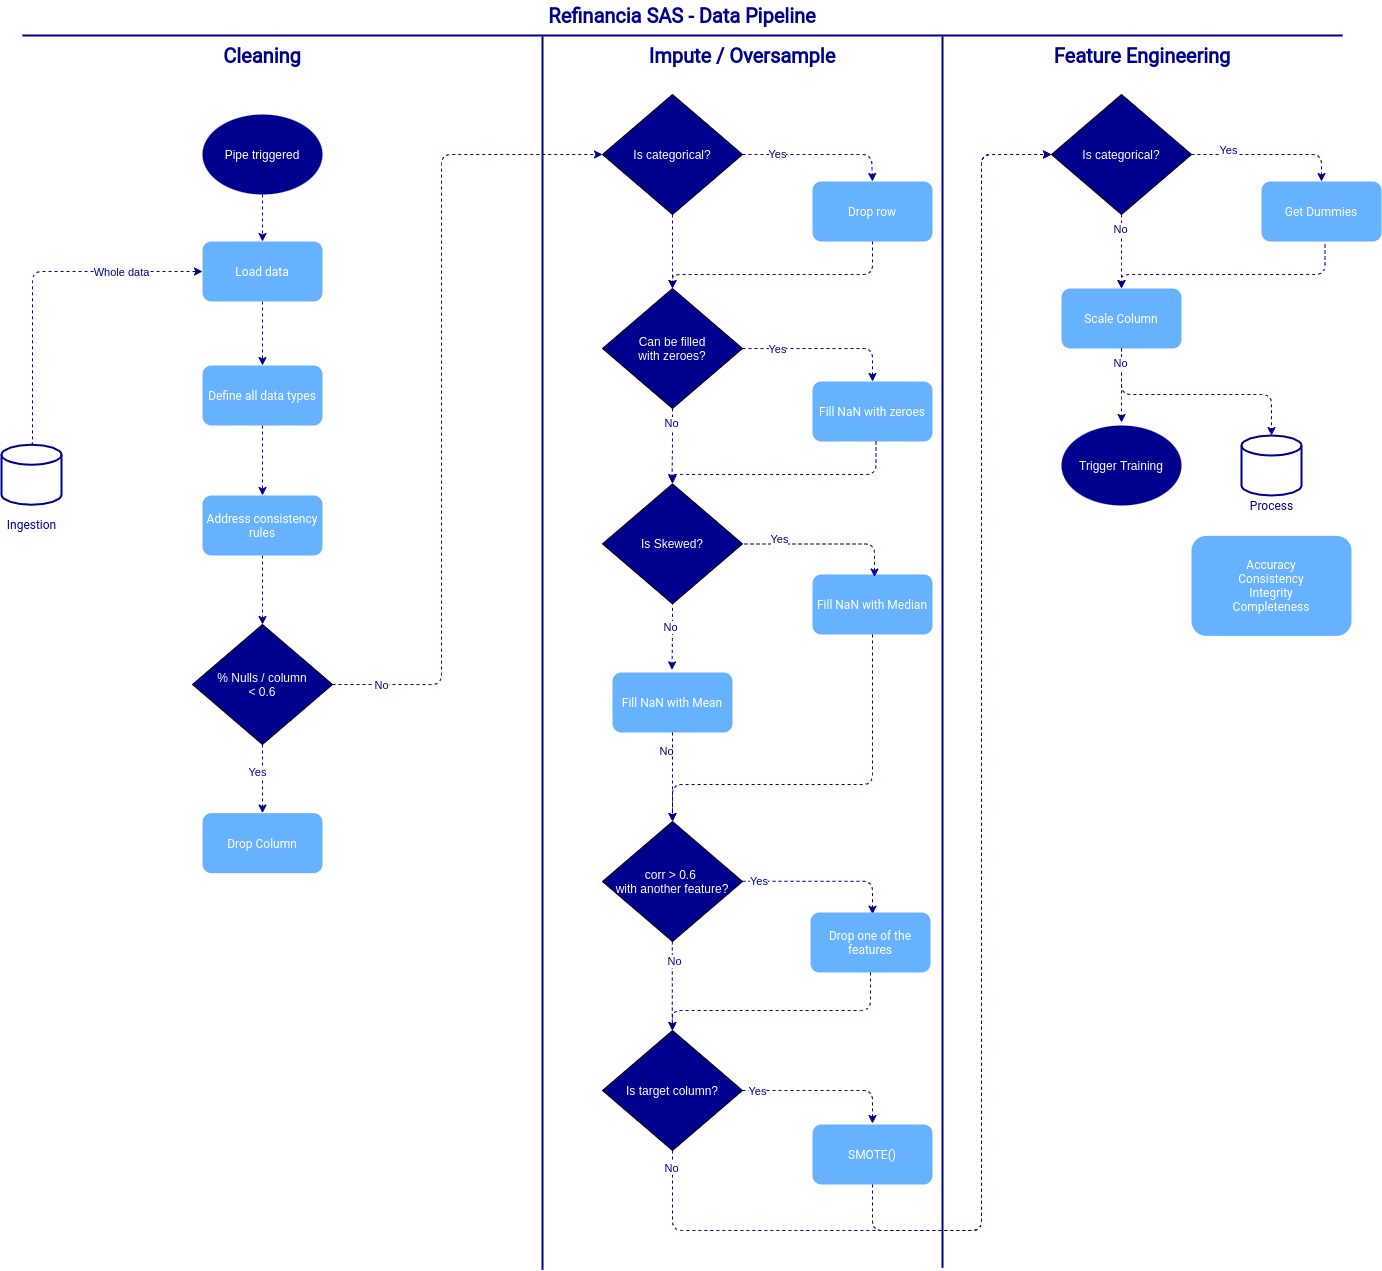 Refinancia SAS - Data Pipeline
Cleaning
Pipe triggered
Whole data
Load data
Define all data types
Ingestion
Address consistency
rules
% Nulls / column
< 0.6
No
Yes
Drop Column
Impute / Oversample
Is categorical?
Yes
Drop row
Can be filled
with zeroes?
Yes
Fill NaN with zeroes
No
Is Skewed?
Yes
Fill NaN with Median
No
Fill NaN with Mean
No
corr > 0.6
with another feature?
Yes
Drop one of the
features
No
Is target column?
Yes
SMOTE()
No
Feature Engineering
Is categorical?
Yes
Get Dummies
No
Scale Column
No
Trigger Training
Process
Accuracy
Consistency
Integrity
Completeness